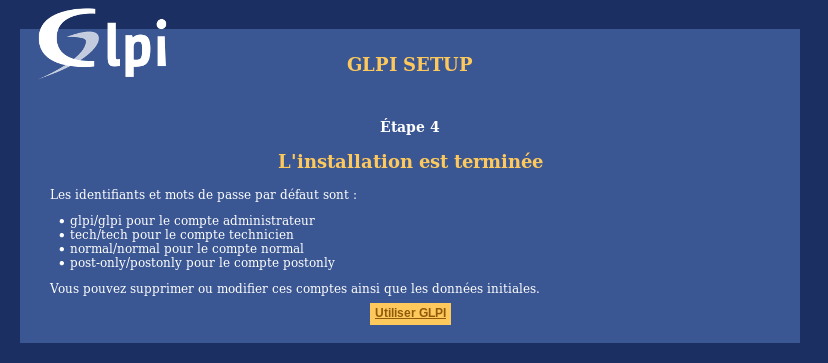 Glpi
GLPI SETUP
Étape 4
L'installation est terminée
Les identifiants et mots de passe par défaut sont :
• glpi/glpi pour le compte administrateur
• tech/tech pour le compte technicien
• normal/normal pour le compte normal
• post-only/postonly pour le compte postonly
Vous pouvez supprimer ou modifier ces comptes ainsi que les données initiales.
Utiliser GLPI